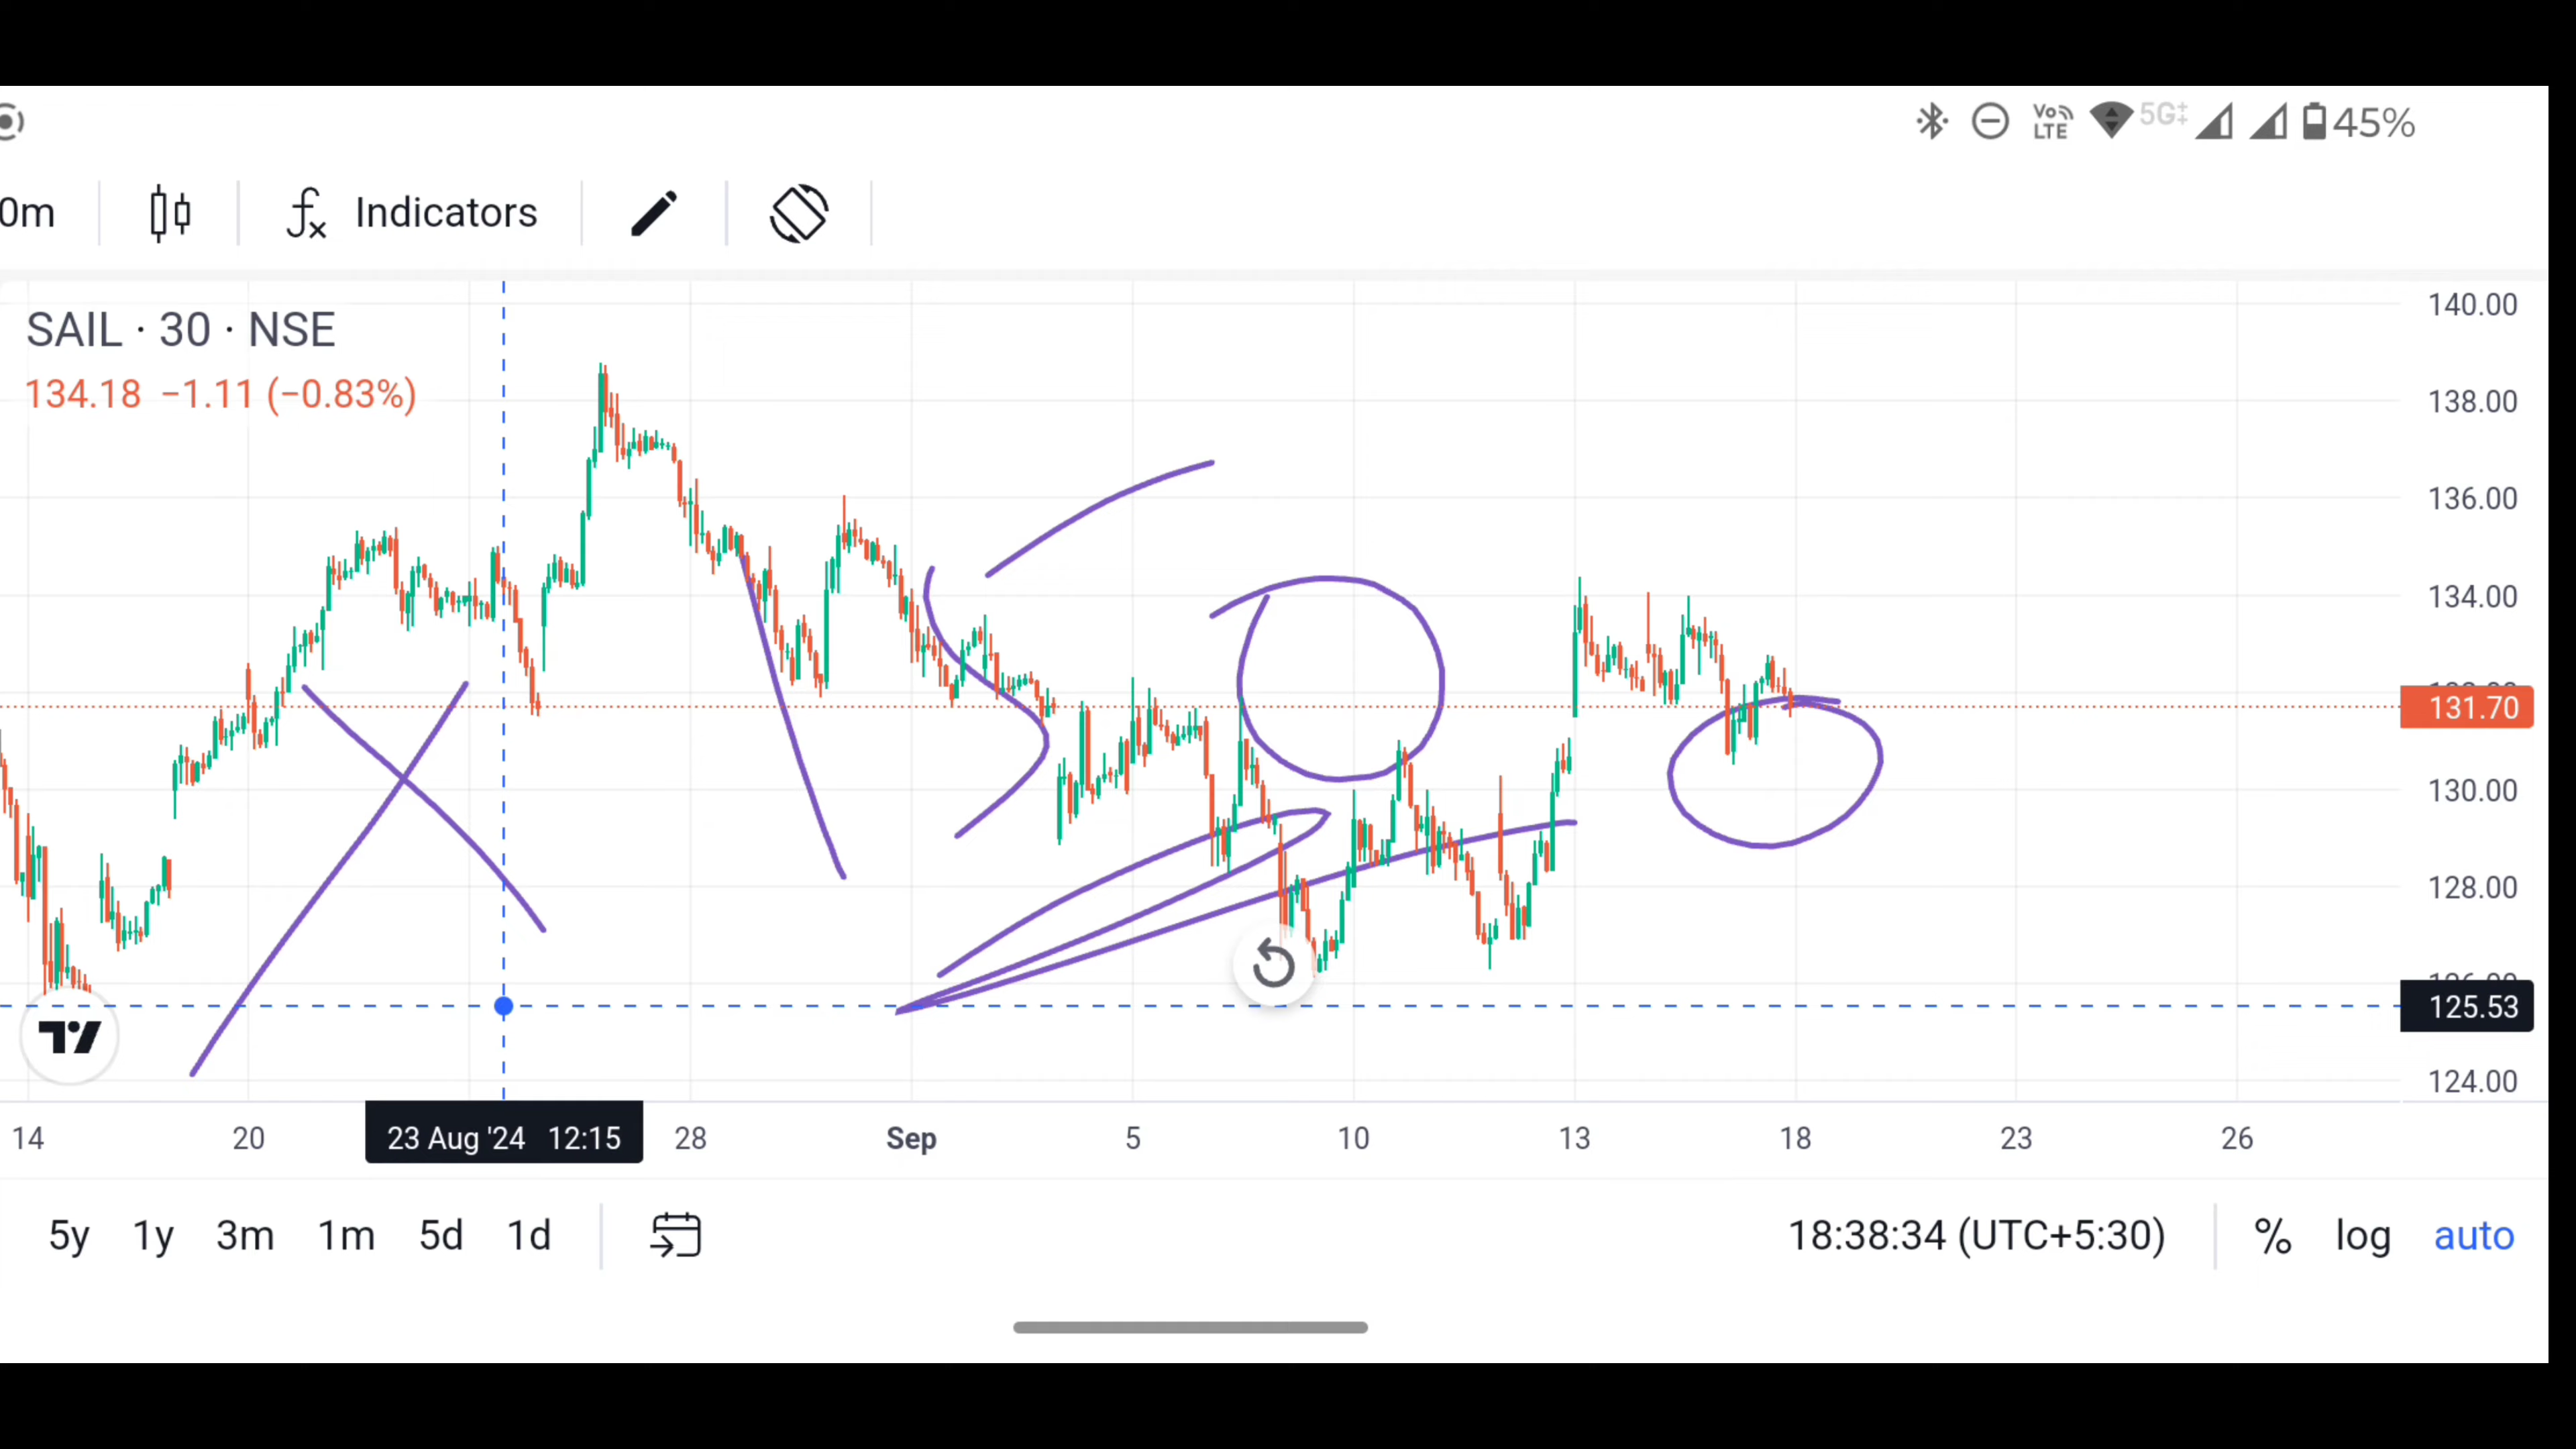 VoLTE 5G 45%
0m Indicators
SAIL · 30 · NSE
134.18 −1.11 (−0.83%)
140.00
138.00
136.00
134.00
131.70
130.00
128.00
125.53
124.00
14 20 23 Aug '24 12:15 28 Sep 5 10 13 18 23 26
5y 1y 3m 1m 5d 1d 18:38:34 (UTC+5:30) % log auto